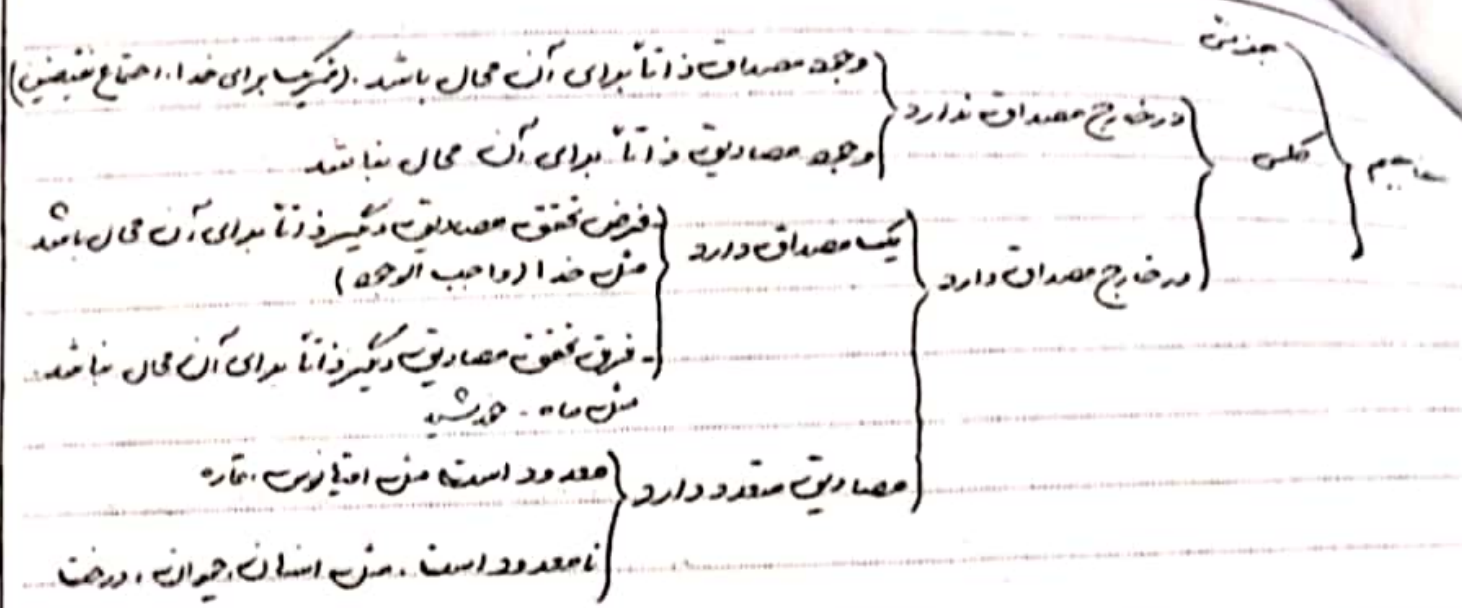 مفاهیم
جزئی
کلی
در خارج مصداق ندارد
وجود مصداق ذاتاً برای آن محال باشد. (شریک برای خدا، اجتماع نقیضین)
وجود مصادیق ذاتاً برای آن محال نباشد
در خارج مصداق دارد
یک مصداق دارد
- فرض تحقق مصادیق دیگر ذاتاً برای آن محال باشد
مثل خدا (واجب الوجود)
- فرض تحقق مصادیق دیگر ذاتاً برای آن محال نباشد.
مثل ماه - خورشید
مصادیق متعدد دارد
معدود است مثل اقیانوس، قاره
نامعدود است. مثل انسان، حیوان، درخت